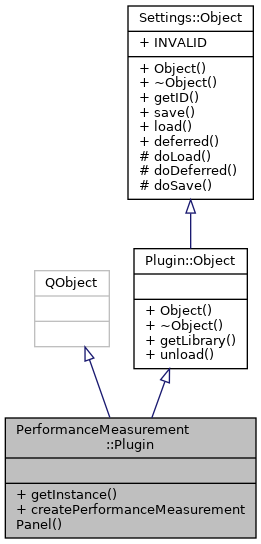 Settings::Object
+ INVALID
+ Object()
+ ~Object()
+ getID()
+ save()
+ load()
+ deferred()
# doLoad()
# doDeferred()
# doSave()
Plugin::Object
+ Object()
+ ~Object()
+ getLibrary()
+ unload()
QObject
PerformanceMeasurement
::Plugin
+ getInstance()
+ createPerformanceMeasurement
Panel()